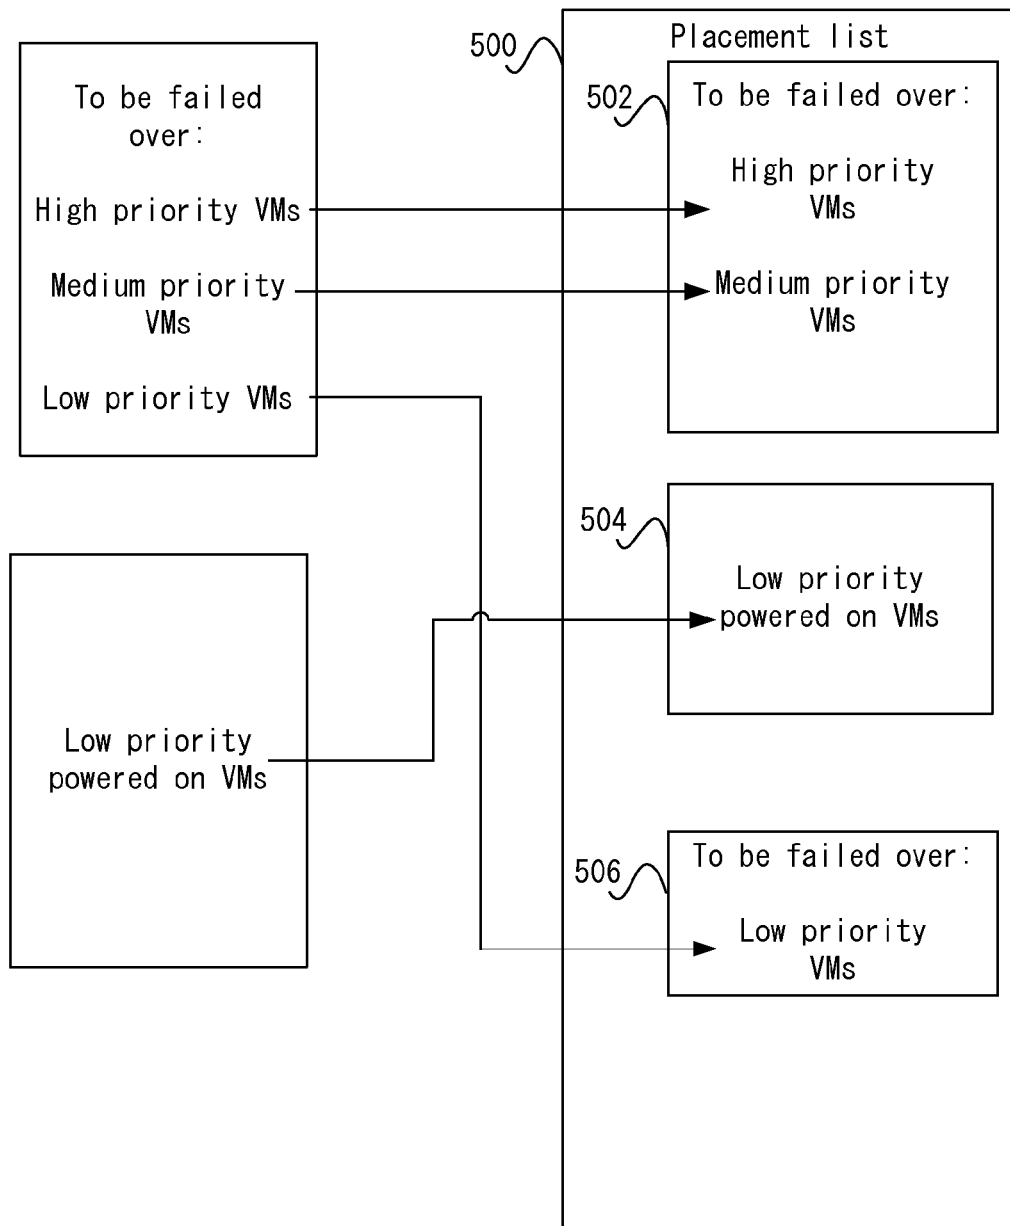 To be failed
over:
High priority VMs
Medium priority
VMs
Low priority VMs
Low priority
powered on VMs
500
Placement list
502
To be failed over:
High priority
VMs
Medium priority
VMs
504
Low priority
powered on VMs
506
To be failed over:
Low priority
VMs